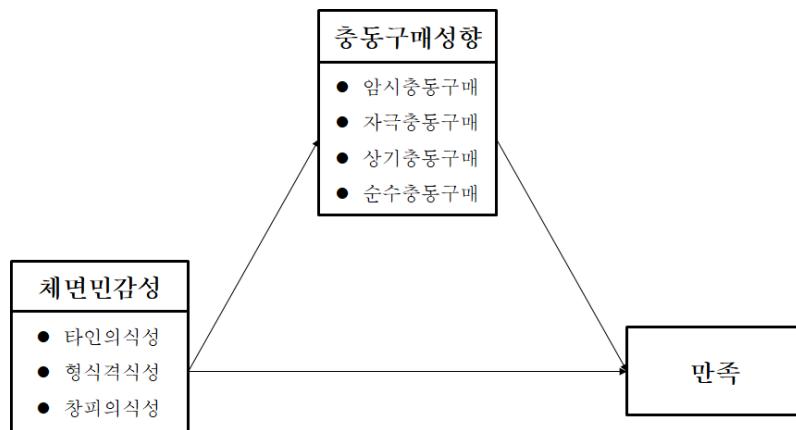 충동구매성향
● 암시충동구매
● 자극충동구매
● 상기충동구매
● 순수충동구매
체면민감성
● 타인의식성
● 형식격식성
● 창피의식성
만족